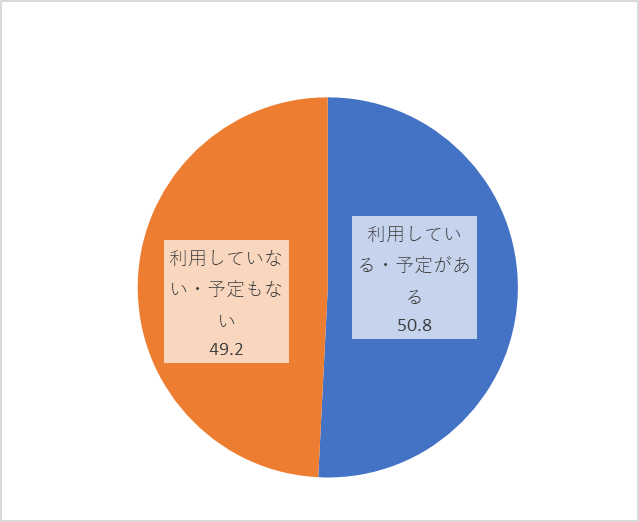 利用してい
る・予定があ
る
50.8
利用していな
い・予定もな
い
49.2